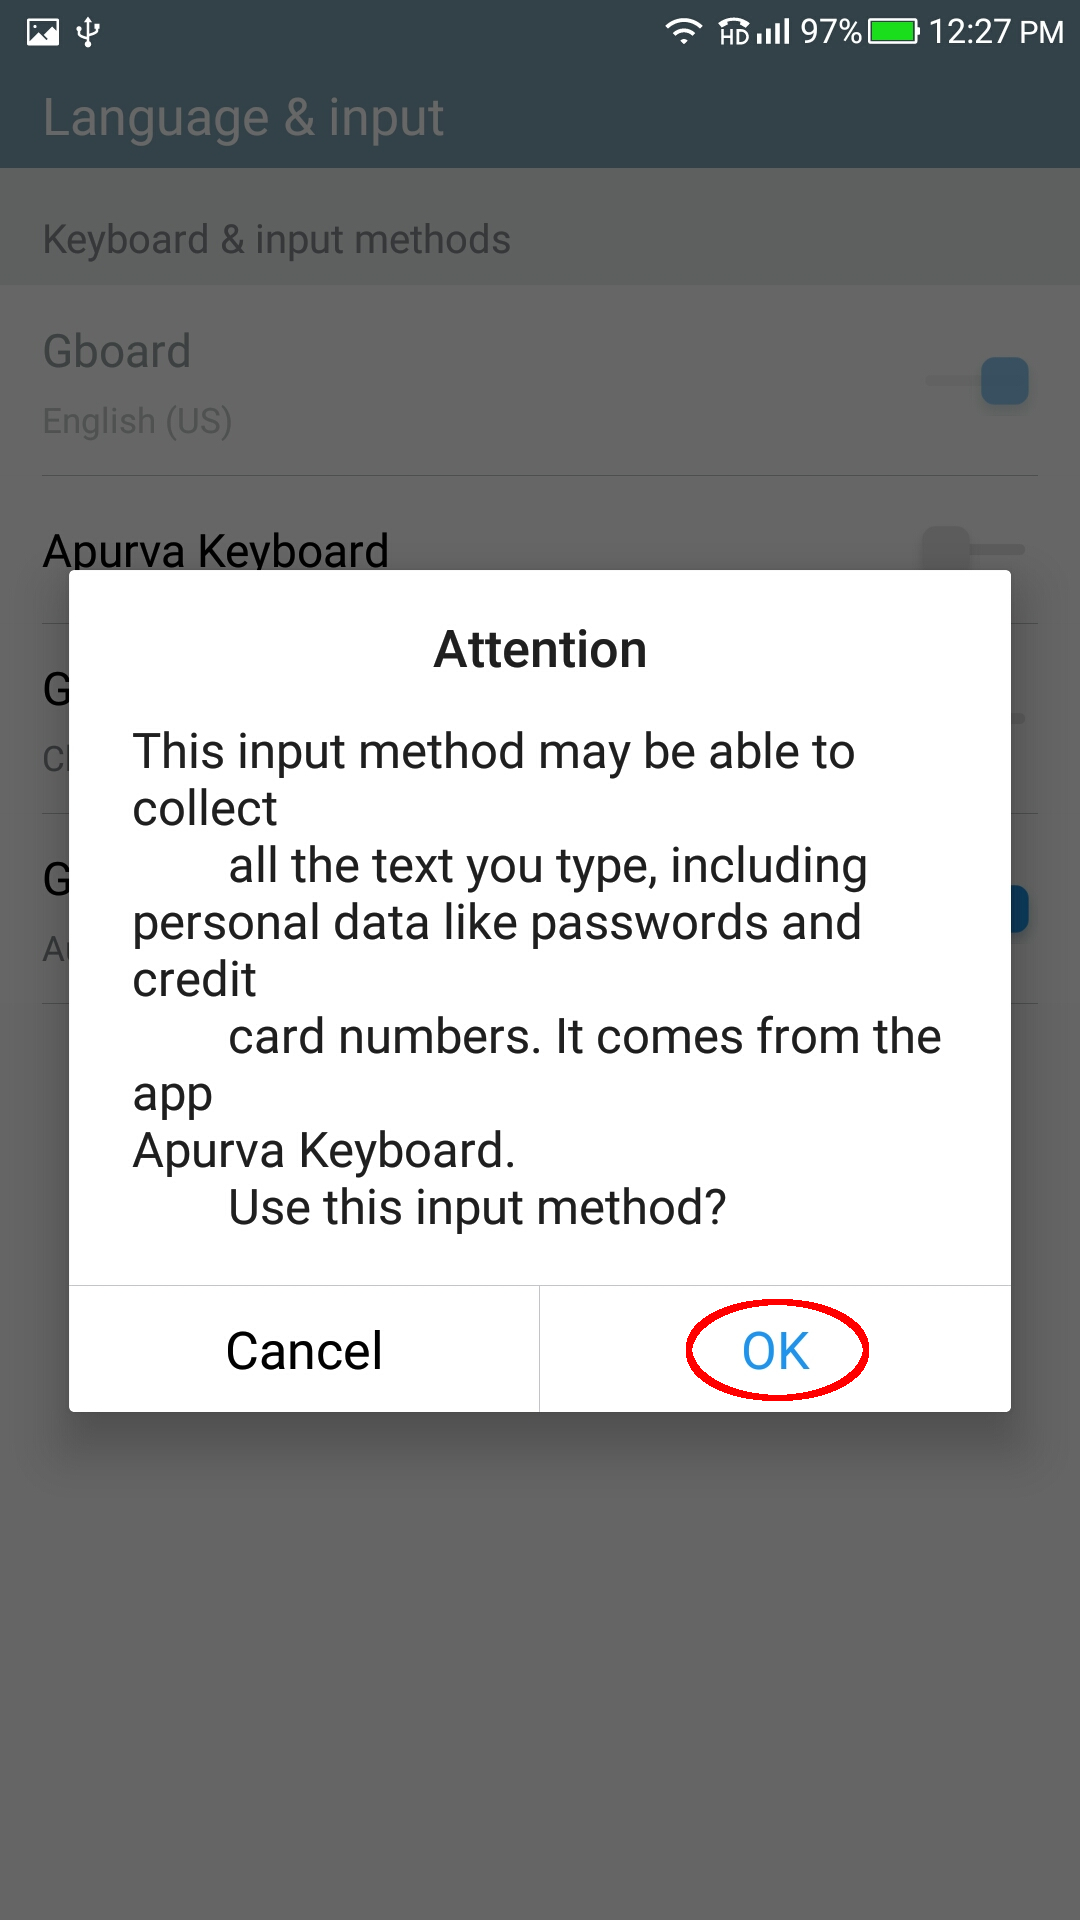 HD 97% 12:27 PM
Language & input
Keyboard & input methods
Gboard
English (US)
Apurva Keyboard
Attention
This input method may be able to
collect
all the text you type, including
personal data like passwords and
credit
card numbers. It comes from the
app
Apurva Keyboard.
Use this input method?
Cancel OK